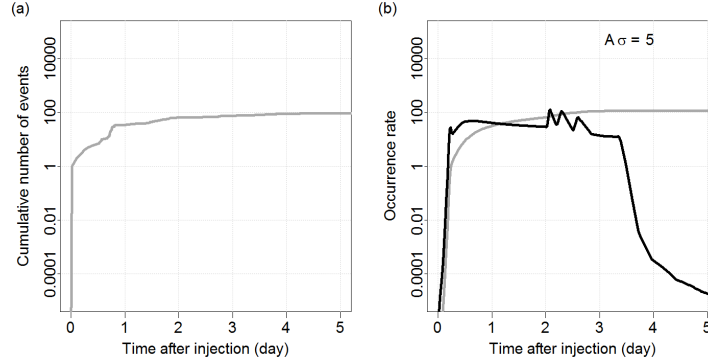 (a)
Cumulative number of events
10000
100
1
0.01
0.0001
0 1 2 3 4 5
Time after injection (day)
(b)
A σ = 5
Occurrence rate
10000
100
1
0.01
0.0001
0 1 2 3 4 5
Time after injection (day)